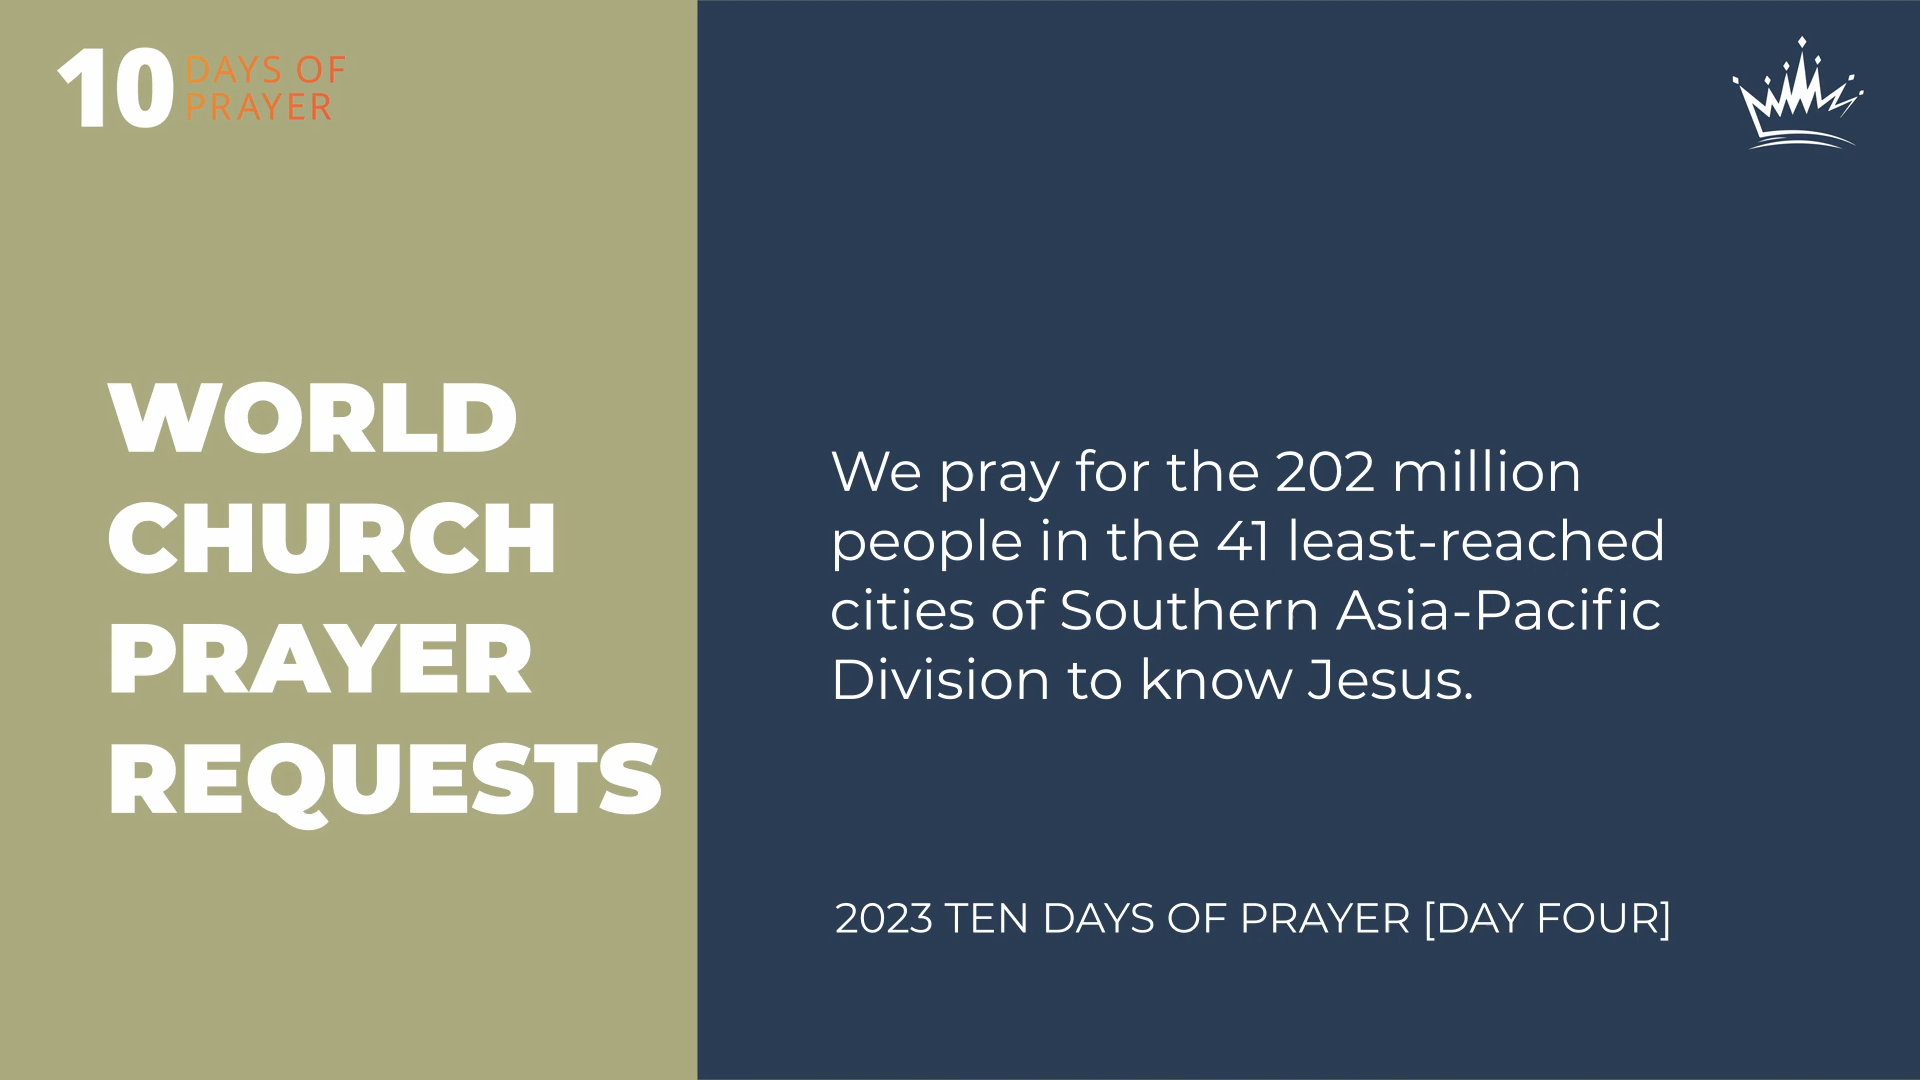 10 DAYS OF
PRAYER
WORLD
CHURCH
PRAYER
REQUESTS
We pray for the 202 million
people in the 41 least-reached
cities of Southern Asia-Pacific
Division to know Jesus.
2023 TEN DAYS OF PRAYER [DAY FOUR]